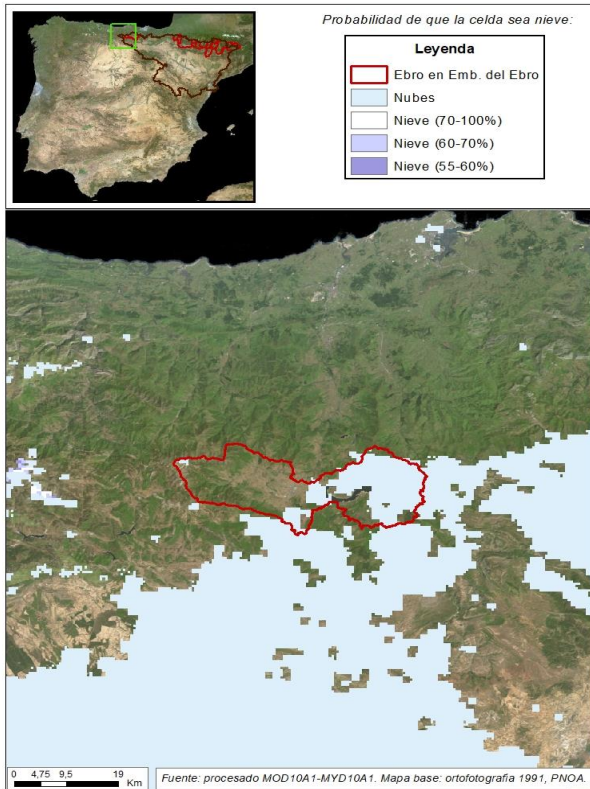 Probabilidad de que la celda sea nieve:
Leyenda
Ebro en Emb. del Ebro
Nubes
Nieve (70-100%)
Nieve (60-70%)
Nieve (55-60%)
0 4,75 9,5 19
Km
Fuente: procesado MOD10A1-MYD10A1. Mapa base: ortofotografia 1991, PNOA.